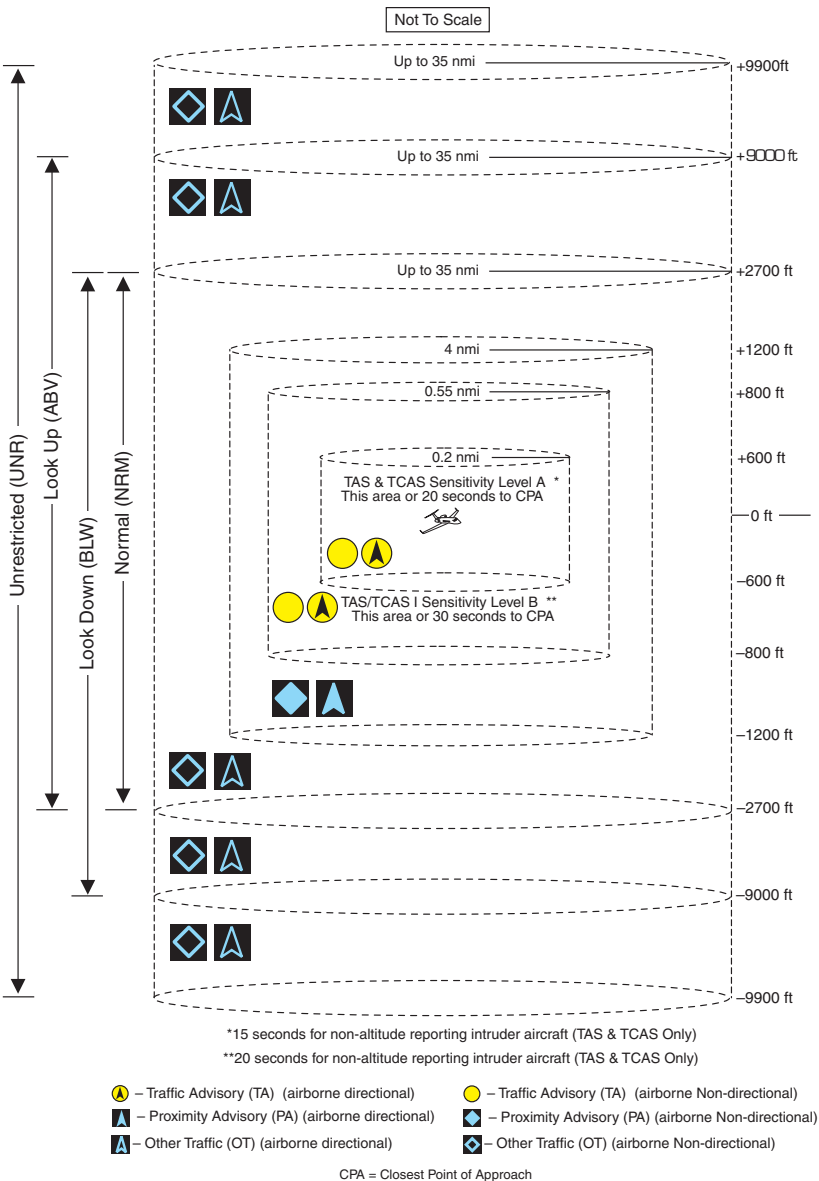 Not To Scale
Up to 35 nmi
+9900ft
Up to 35 nmi
+9000 ft
Up to 35 nmi
+2700 ft
4 nmi
+1200 ft
0.55 nmi
+800 ft
0.2 nmi
+600 ft
TAS & TCAS Sensitivity Level A *
This area or 20 seconds to CPA
0 ft
–600 ft
TAS/TCAS I Sensitivity Level B **
This area or 30 seconds to CPA
–800 ft
–1200 ft
–2700 ft
–9000 ft
–9900 ft
Unrestricted (UNR)
Look Up (ABV)
Look Down (BLW)
Normal (NRM)
*15 seconds for non-altitude reporting intruder aircraft (TAS & TCAS Only)
**20 seconds for non-altitude reporting intruder aircraft (TAS & TCAS Only)
– Traffic Advisory (TA) (airborne directional)
– Traffic Advisory (TA) (airborne Non-directional)
– Proximity Advisory (PA) (airborne directional)
– Proximity Advisory (PA) (airborne Non-directional)
– Other Traffic (OT) (airborne directional)
– Other Traffic (OT) (airborne Non-directional)
CPA = Closest Point of Approach